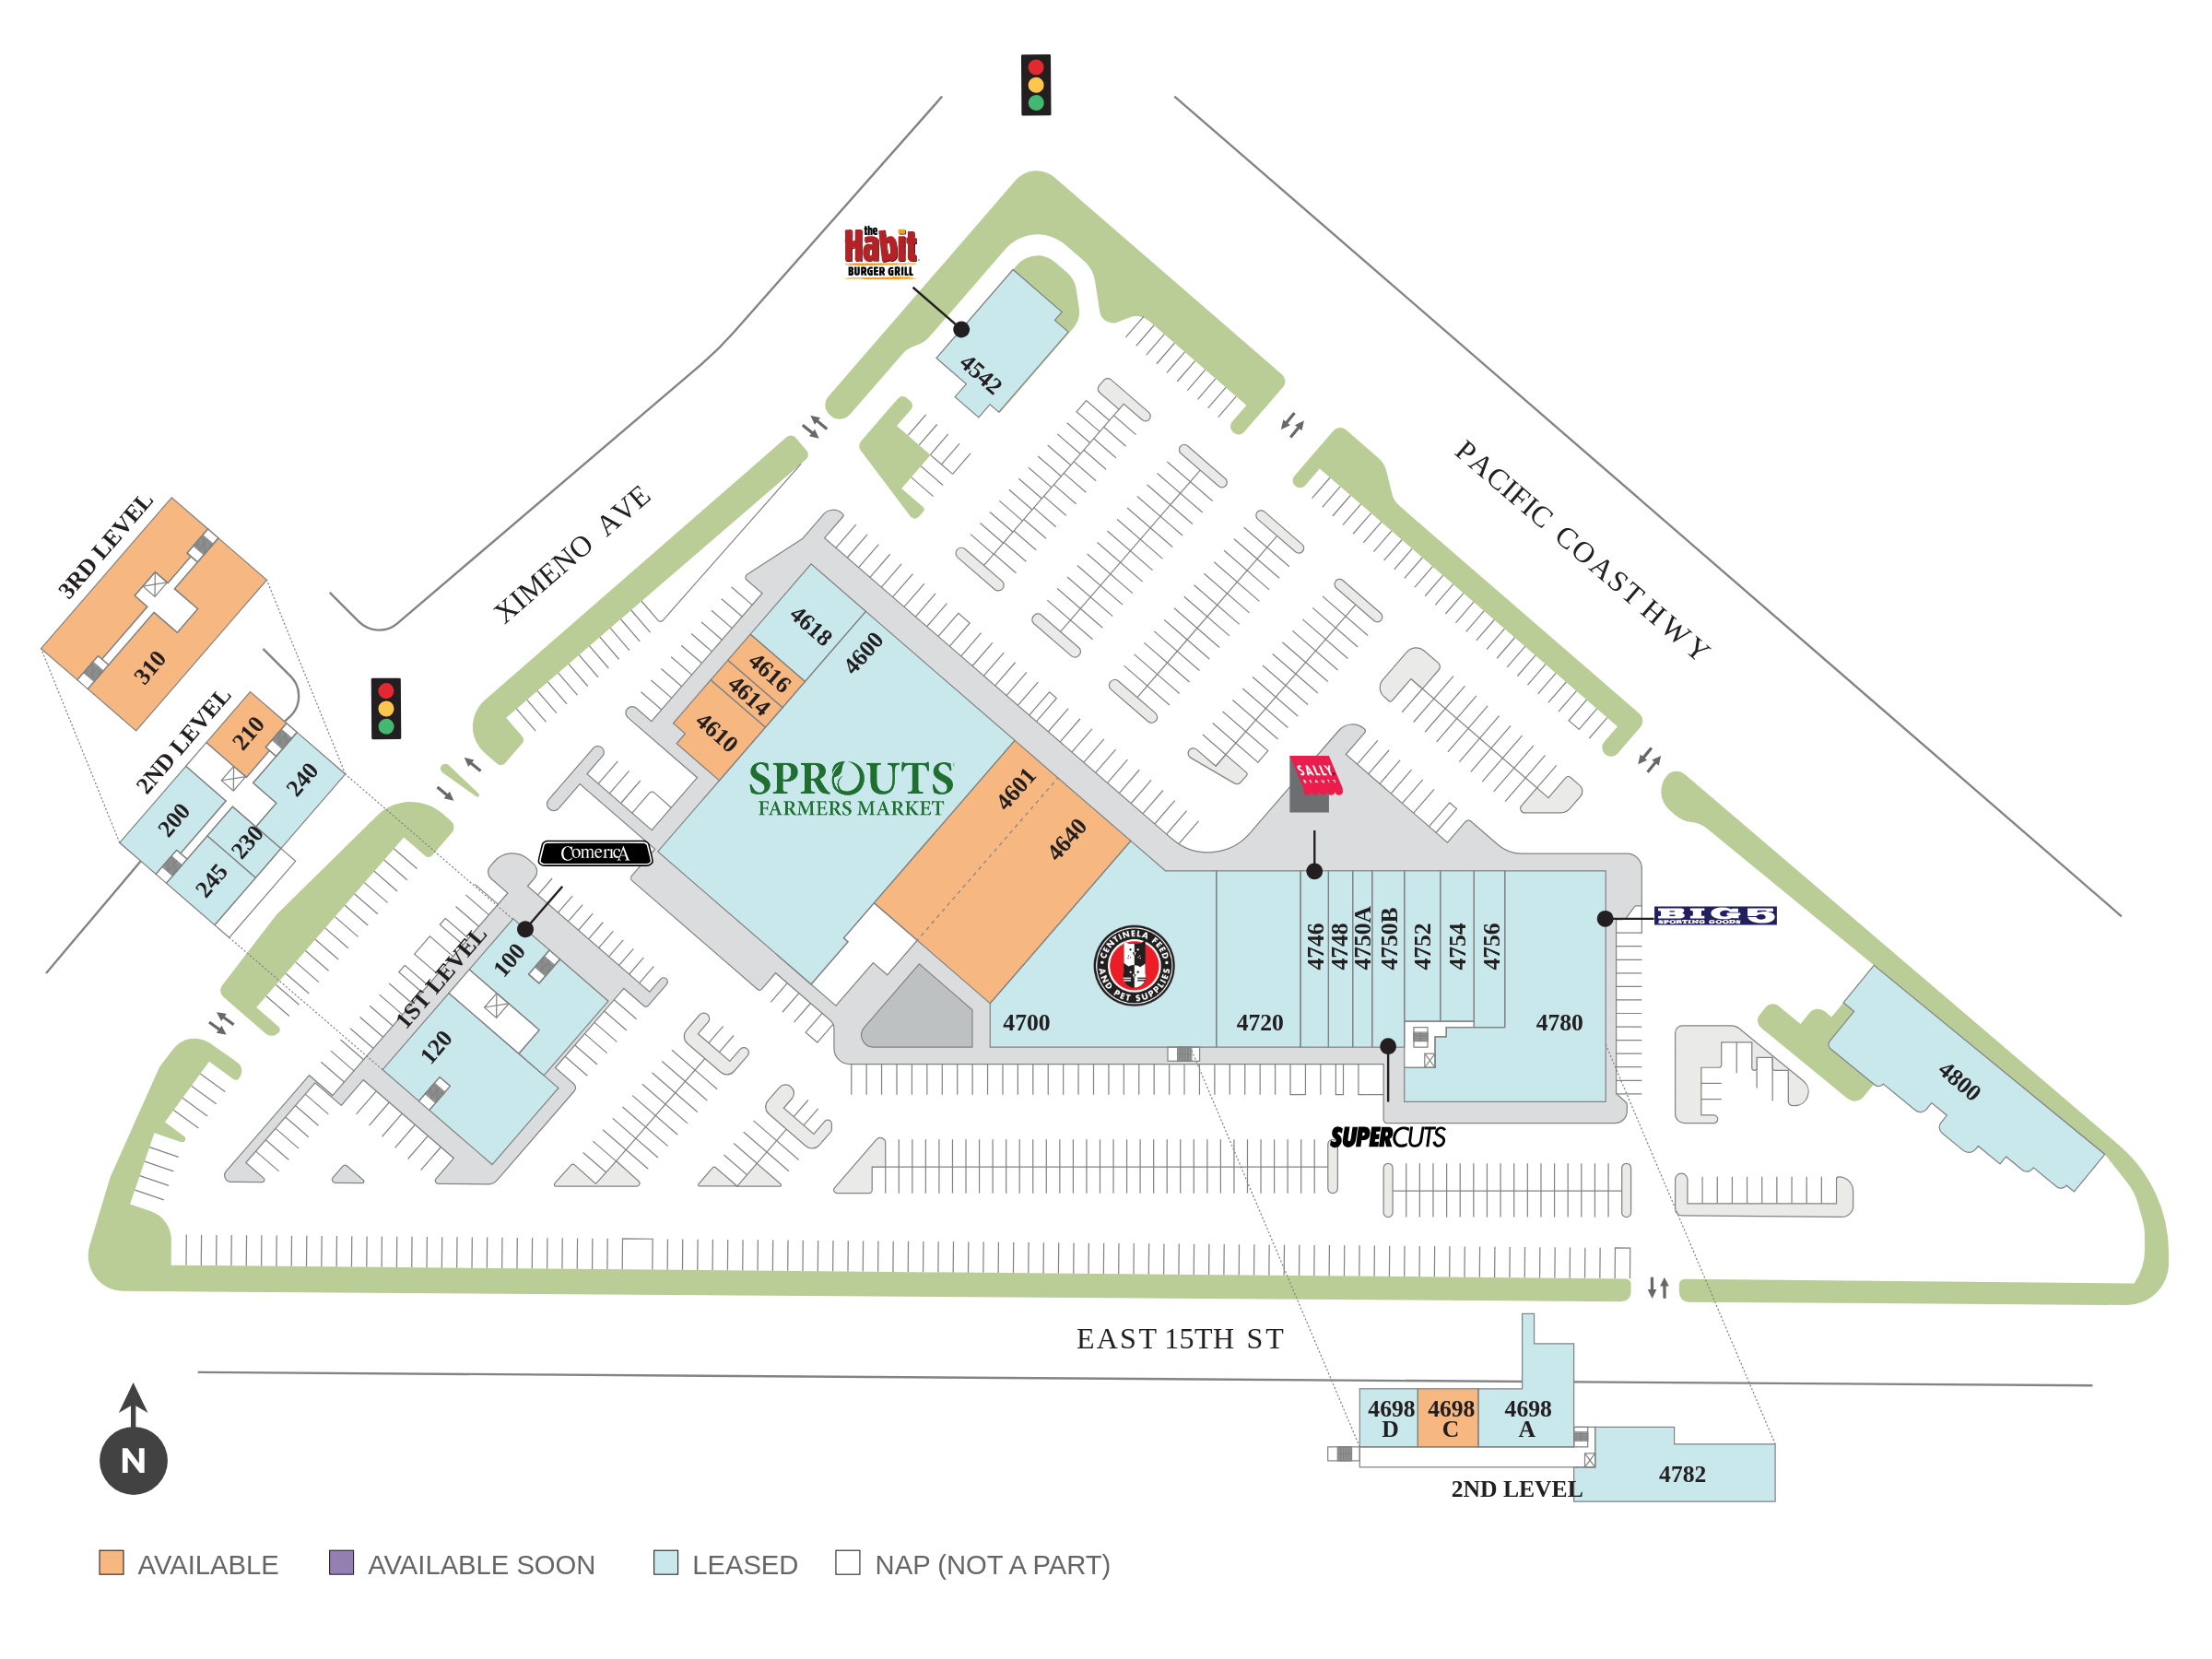 the
Habit
BURGER GRILL
4542
PACIFIC COAST HWY
XIMENO AVE
3RD LEVEL
310
2ND LEVEL
210
240
200
230
245
4618
4600
4616
4614
4610
SPROUTS
FARMERS MARKET
4601
4640
SALLY
BEAUTY
COMERICA
1ST LEVEL
100
120
CENTINELA FEED
AND PET SUPPLIES
4700
4720
4746
4748
4750A
4750B
4752
4754
4756
4780
BIG 5
SPORTING GOODS
4800
SUPERCUTS
EAST 15TH ST
4698
D
4698
C
4698
A
4782
2ND LEVEL
N
AVAILABLE
AVAILABLE SOON
LEASED
NAP (NOT A PART)